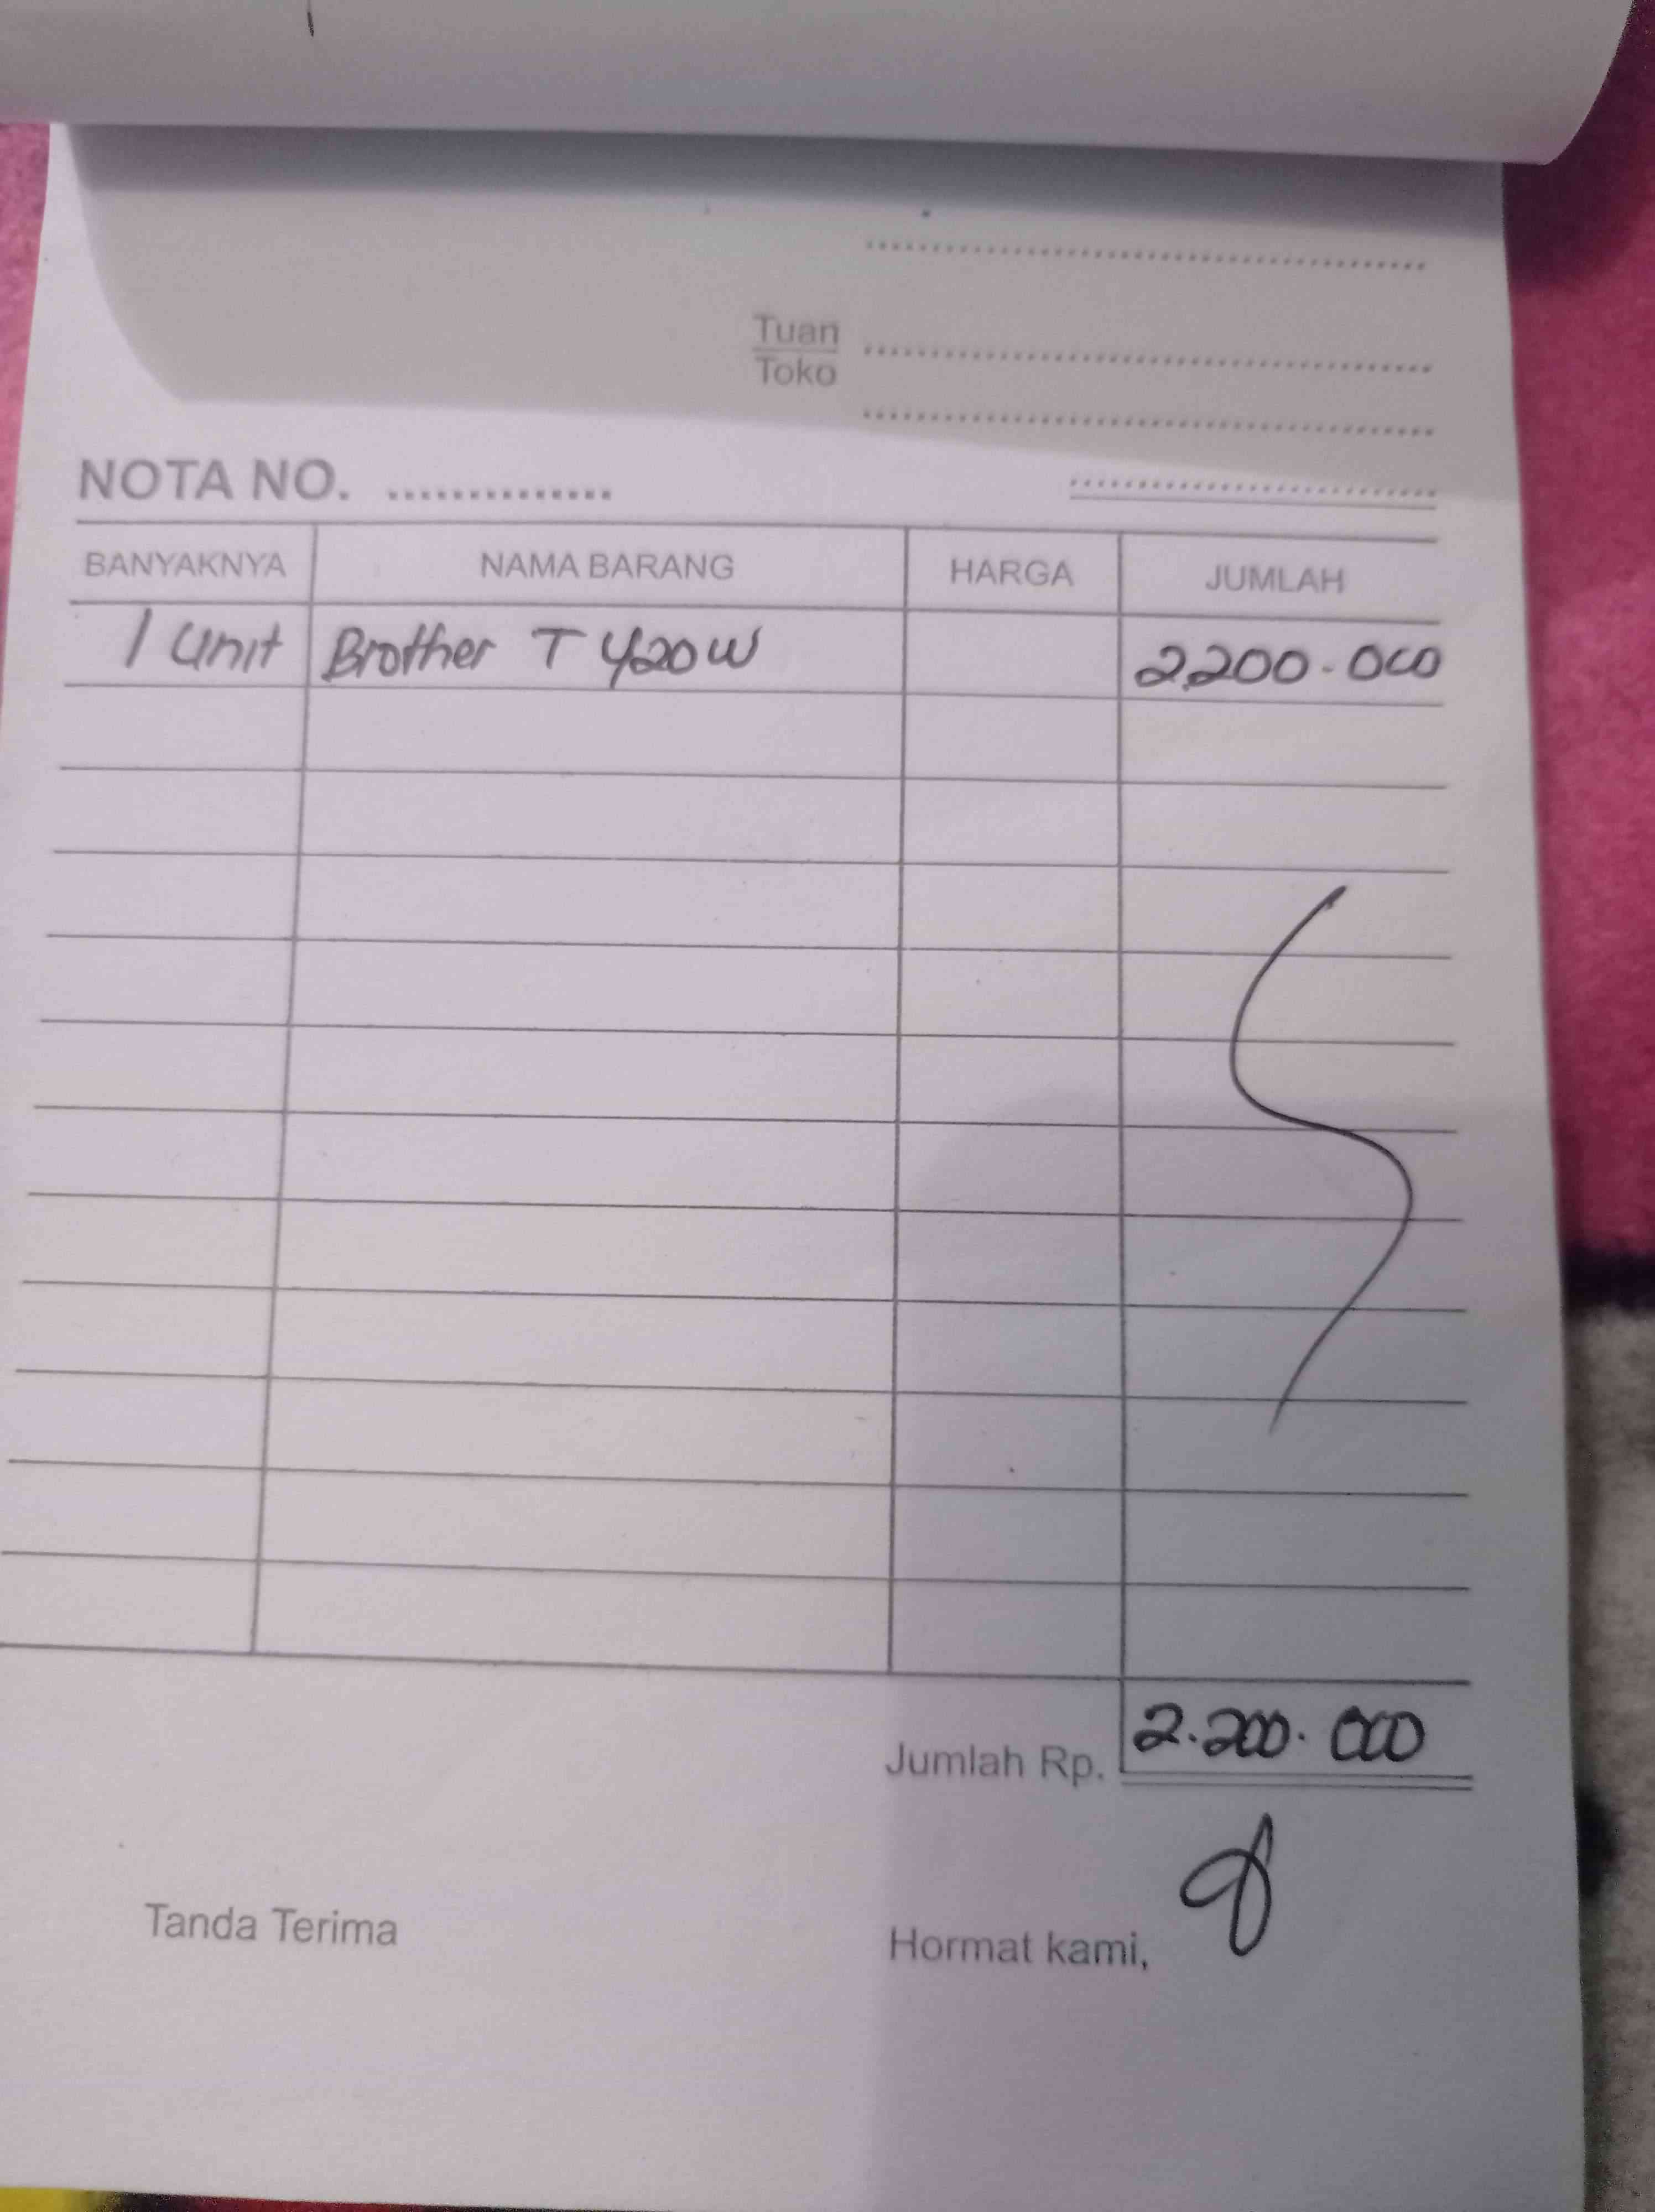 Tuan
Toko
NOTA NO. ..............
BANYAKNYA NAMA BARANG HARGA JUMLAH
1 Unit Brother T 420W 2.200.000
Jumlah Rp. 2.200.000
Tanda Terima Hormat kami,